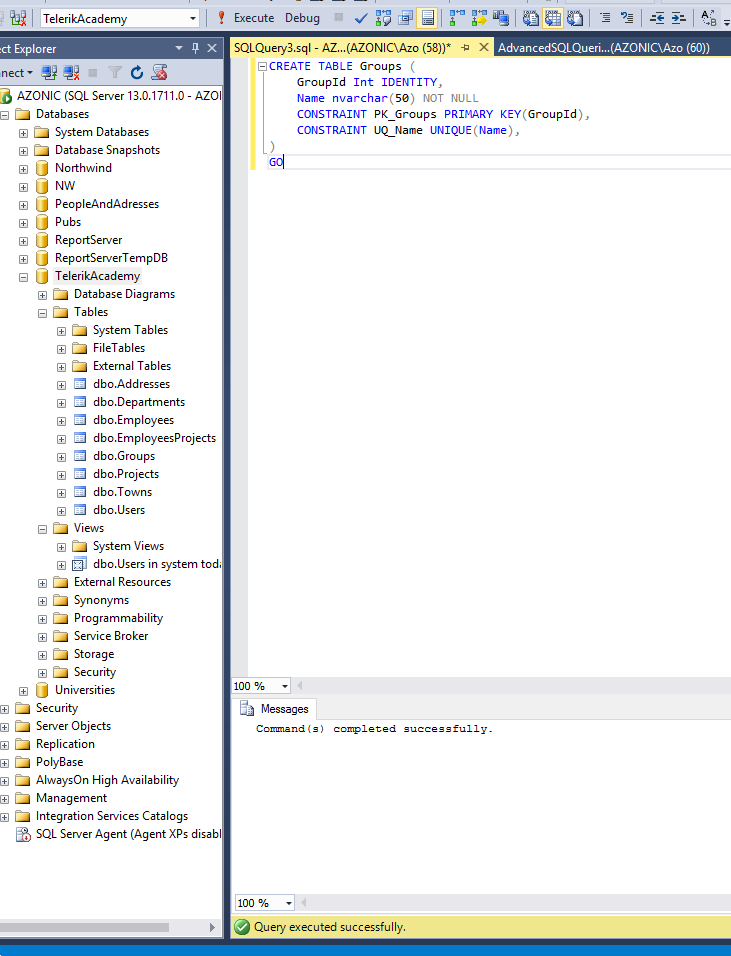 TelerikAcademy
Execute
Debug
ct Explorer
nnect
AZONIC (SQL Server 13.0.1711.0 - AZOI
Databases
System Databases
Database Snapshots
Northwind
NW
PeopleAndAdresses
Pubs
ReportServer
ReportServerTempDB
TelerikAcademy
Database Diagrams
Tables
System Tables
FileTables
External Tables
dbo.Addresses
dbo.Departments
dbo.Employees
dbo.EmployeesProjects
dbo.Groups
dbo.Projects
dbo.Towns
dbo.Users
Views
System Views
dbo.Users in system toda
External Resources
Synonyms
Programmability
Service Broker
Storage
Security
Universities
Security
Server Objects
Replication
PolyBase
AlwaysOn High Availability
Management
Integration Services Catalogs
SQL Server Agent (Agent XPs disabl
SQLQuery3.sql - AZ...(AZONIC\Azo (58))*
AdvancedSQLQueri...(AZONIC\Azo (60))
CREATE TABLE Groups (
GroupId Int IDENTITY,
Name nvarchar(50) NOT NULL
CONSTRAINT PK_Groups PRIMARY KEY(GroupId),
CONSTRAINT UQ_Name UNIQUE(Name),
)
GO
100 %
Messages
Command(s) completed successfully.
100 %
Query executed successfully.